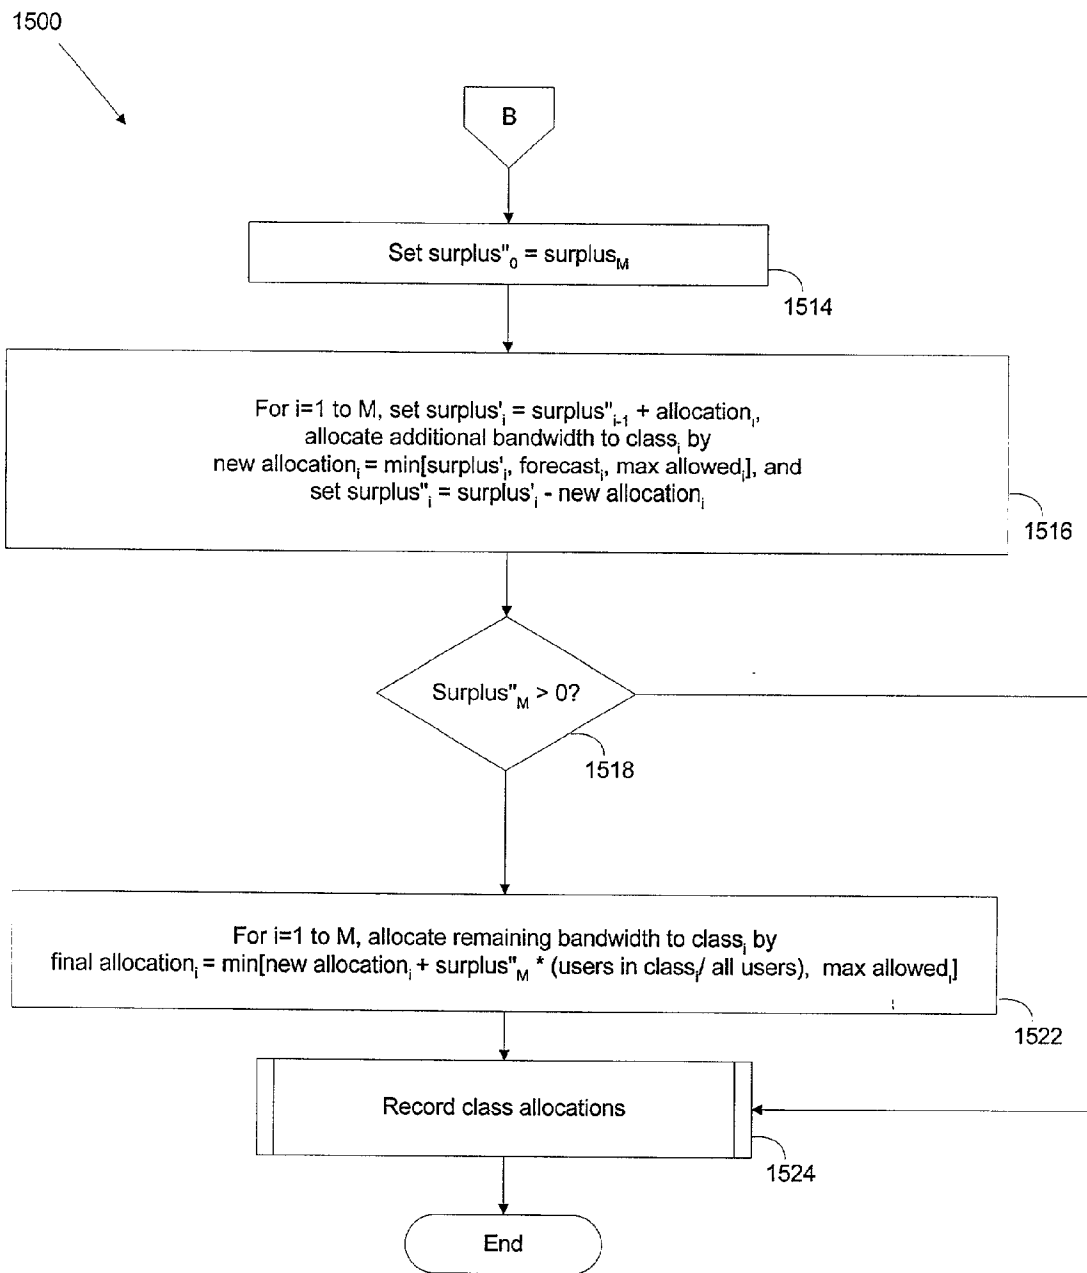 1500
B
Set surplus"₀ = surplus_M
1514
For i=1 to M, set surplus'ᵢ = surplus"ᵢ₋₁ + allocationᵢ,
allocate additional bandwidth to classᵢ by
new allocationᵢ = min[surplus'ᵢ, forecastᵢ, max allowedᵢ], and
set surplus"ᵢ = surplus'ᵢ - new allocationᵢ
1516
Surplus"_M > 0?
1518
For i=1 to M, allocate remaining bandwidth to classᵢ by
final allocationᵢ = min[new allocationᵢ + surplus"_M * (users in classᵢ/ all users), max allowedᵢ]
1522
Record class allocations
1524
End